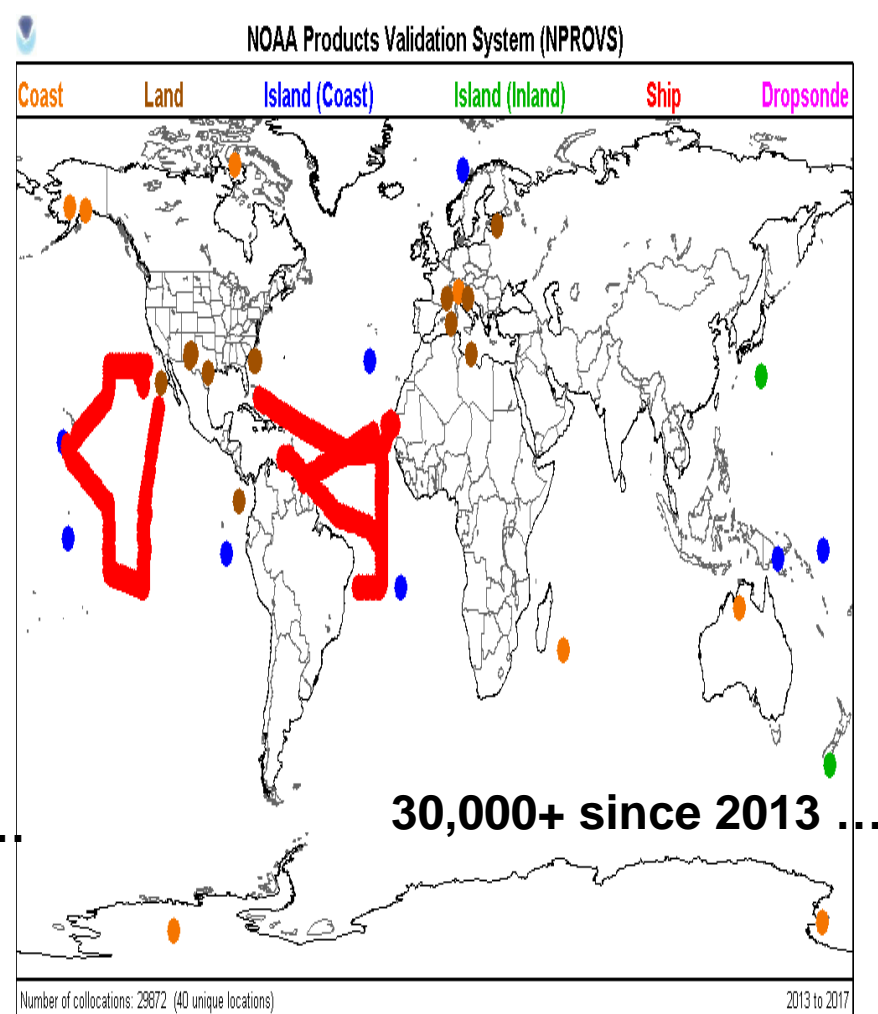 NOAA Products Validation System (NPROVS)
Coast Land Island (Coast) Island (Inland) Ship Dropsonde
30,000+ since 2013 ...
..
Number of collocations: 29872 (40 unique locations) 2013 to 2017